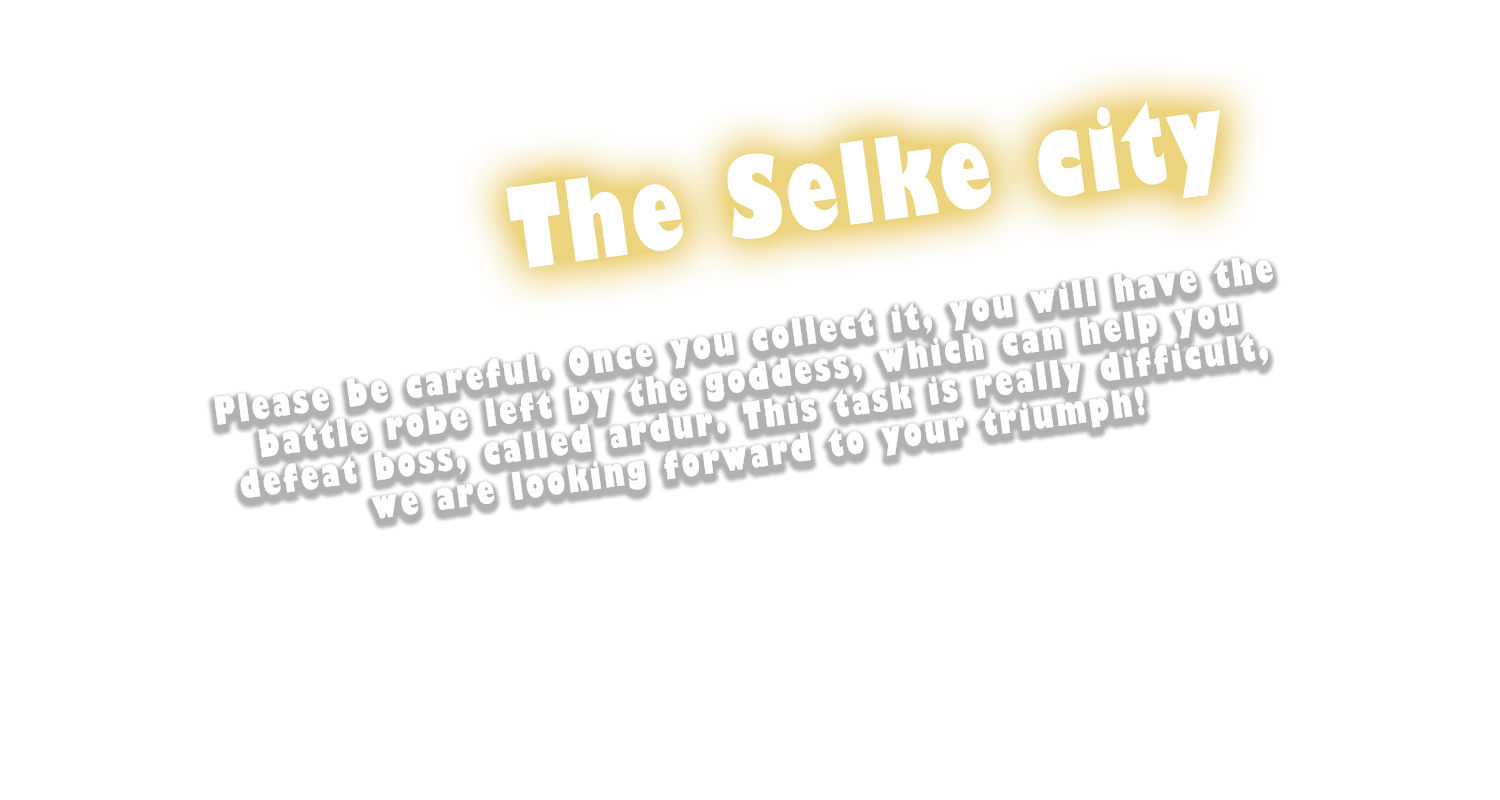 The Selke city
Please be careful. Once you collect it, you will have the
battle robe left by the goddess, which can help you
defeat boss, called ardur. This task is really difficult,
we are looking forward to your triumph!